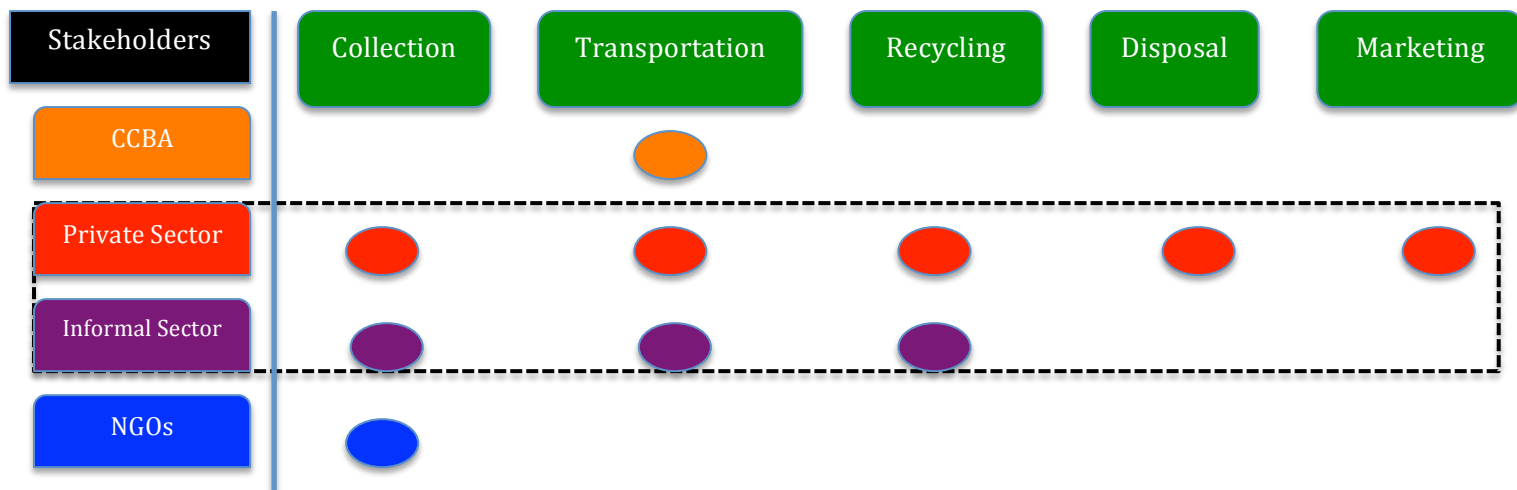 Stakeholders
Collection
Transportation
Recycling
Disposal
Marketing
CCBA
Private Sector
Informal Sector
NGOs